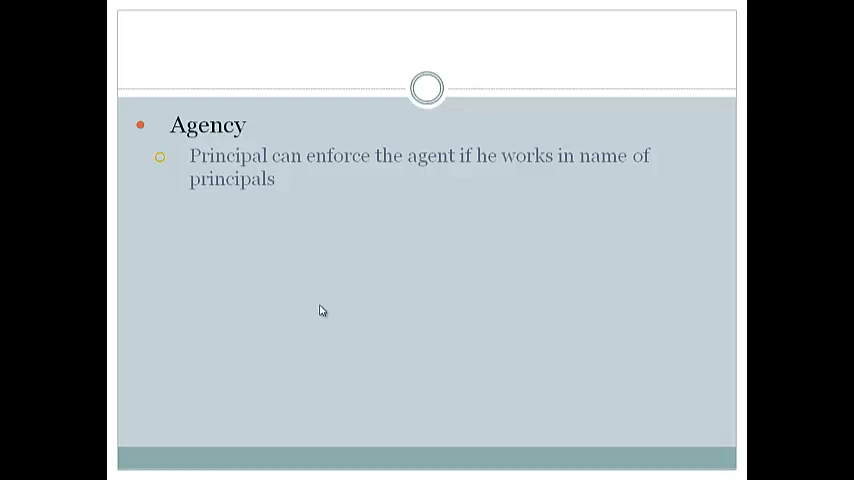 Agency
Principal can enforce the agent if he works in name of
principals